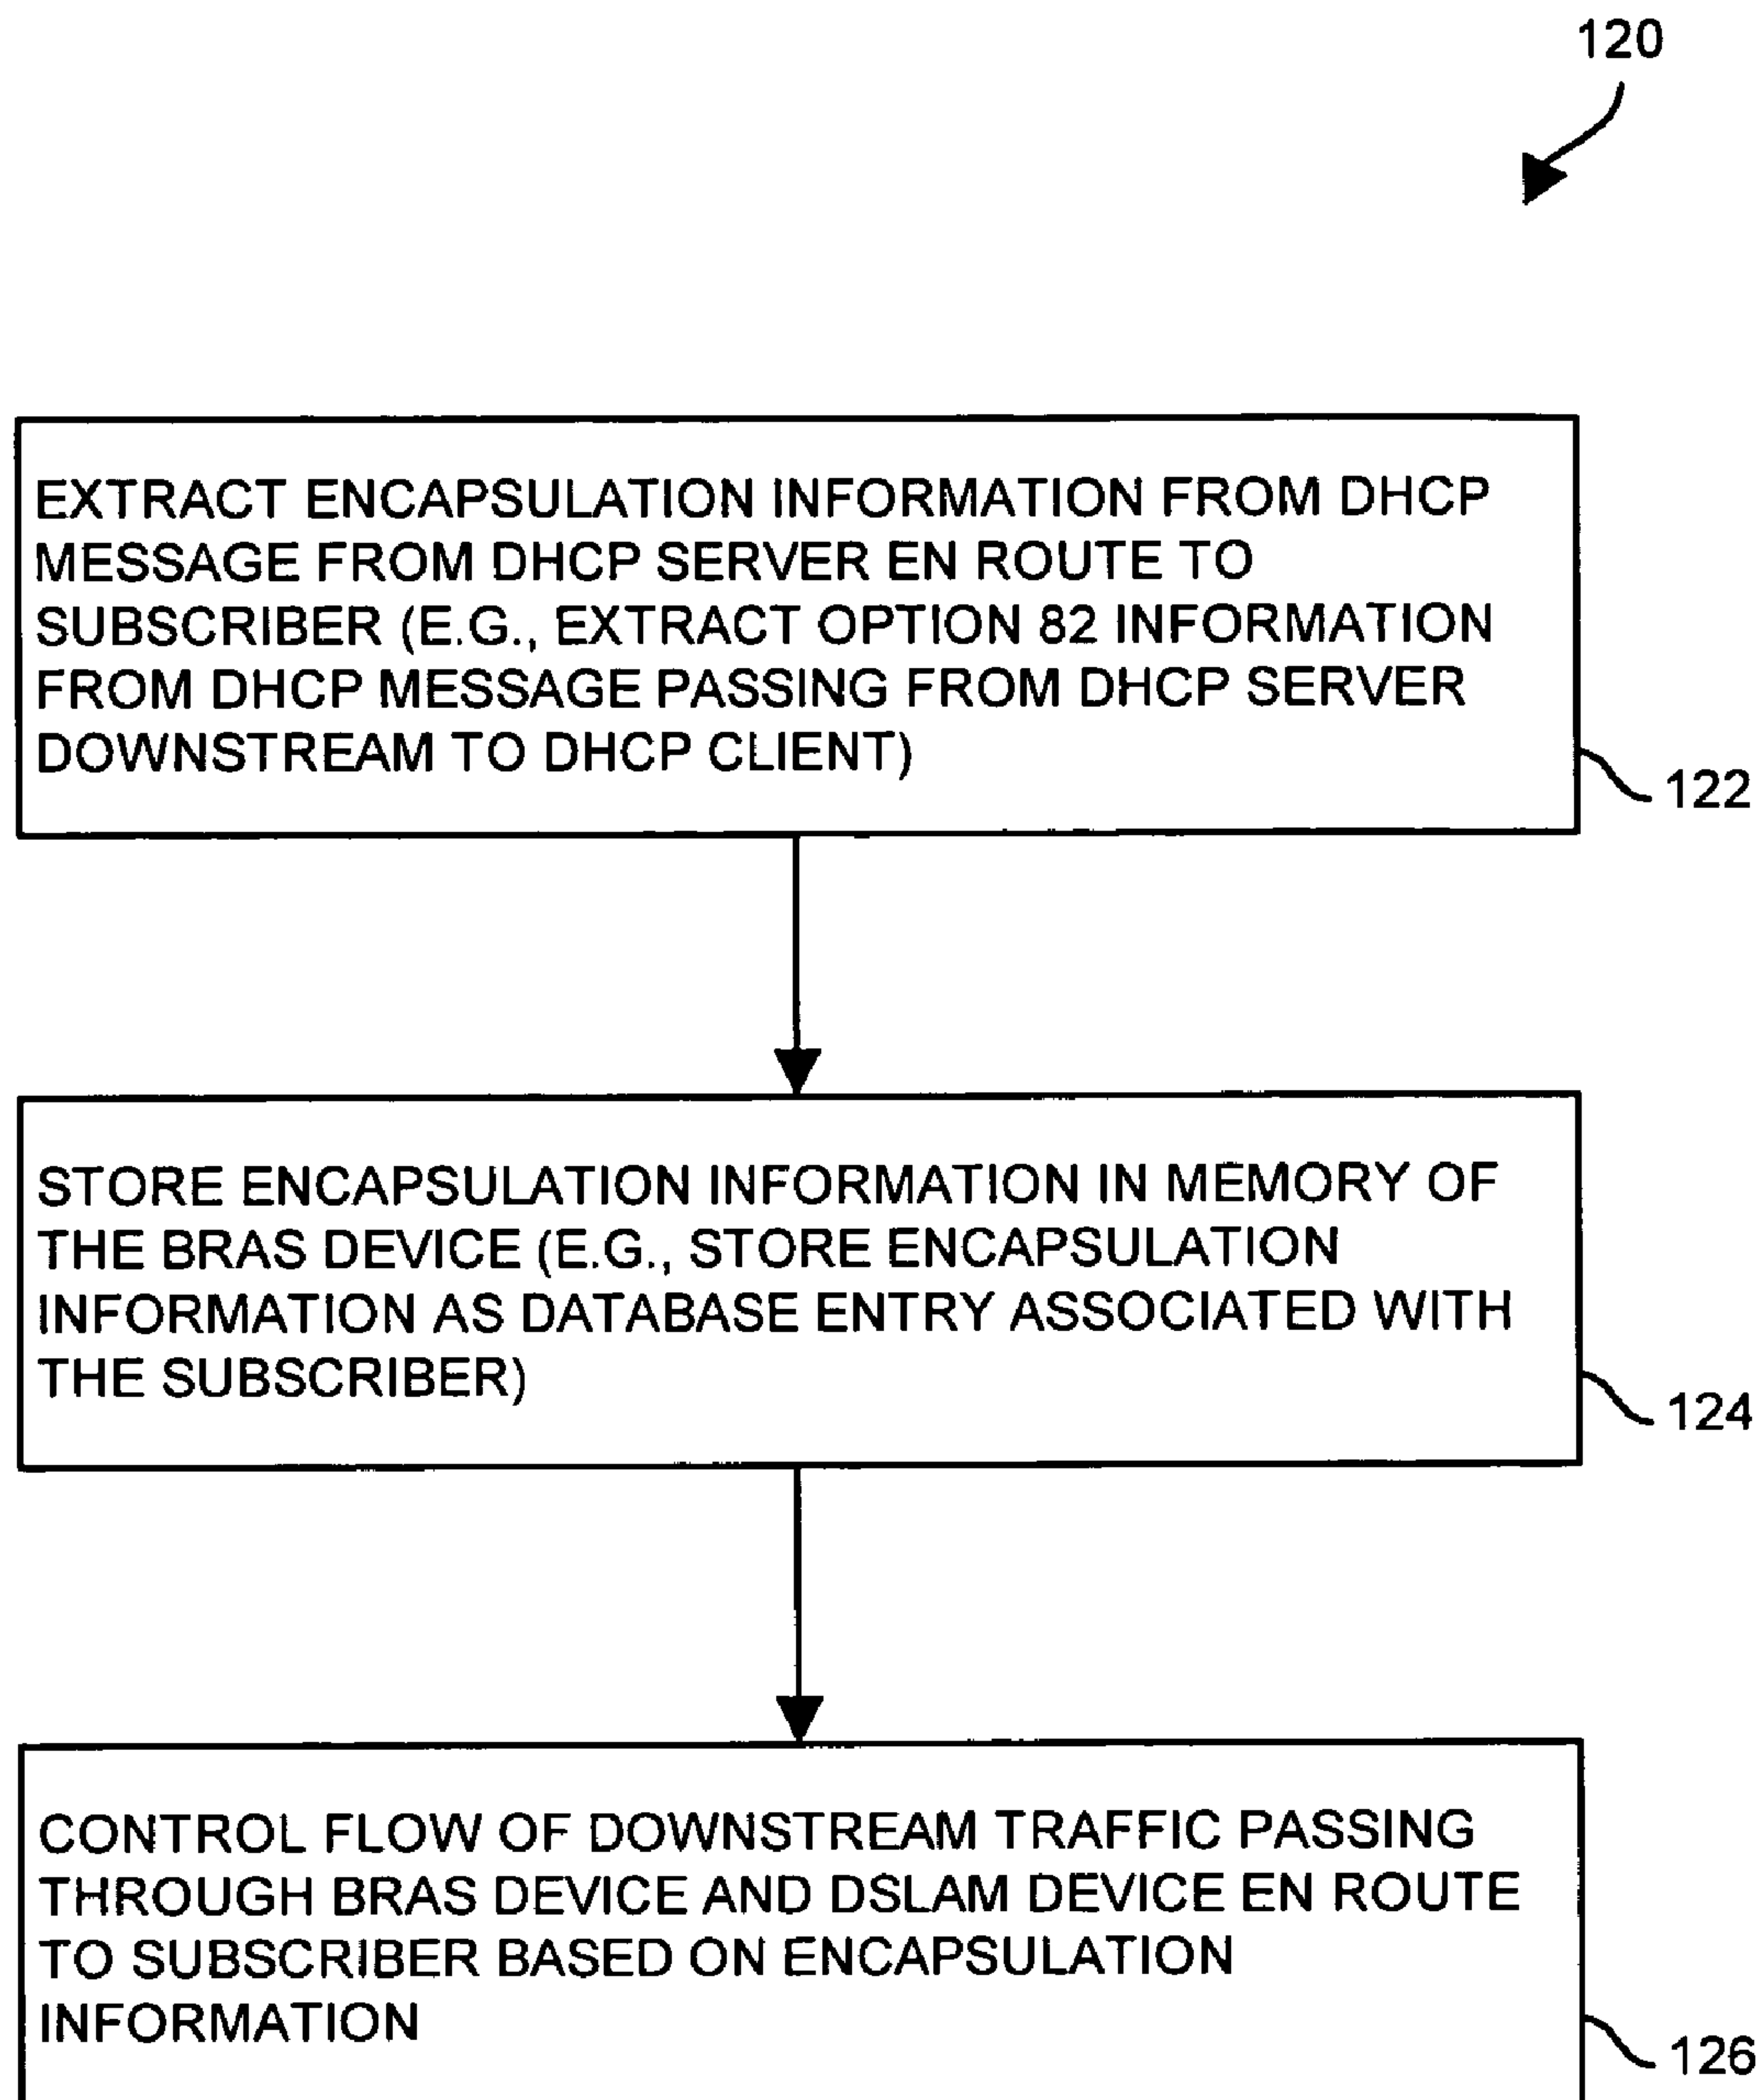 120
EXTRACT ENCAPSULATION INFORMATION FROM DHCP
MESSAGE FROM DHCP SERVER EN ROUTE TO
SUBSCRIBER (E.G., EXTRACT OPTION 82 INFORMATION
FROM DHCP MESSAGE PASSING FROM DHCP SERVER
DOWNSTREAM TO DHCP CLIENT)
122
STORE ENCAPSULATION INFORMATION IN MEMORY OF
THE BRAS DEVICE (E.G., STORE ENCAPSULATION
INFORMATION AS DATABASE ENTRY ASSOCIATED WITH
THE SUBSCRIBER)
124
CONTROL FLOW OF DOWNSTREAM TRAFFIC PASSING
THROUGH BRAS DEVICE AND DSLAM DEVICE EN ROUTE
TO SUBSCRIBER BASED ON ENCAPSULATION
INFORMATION
126